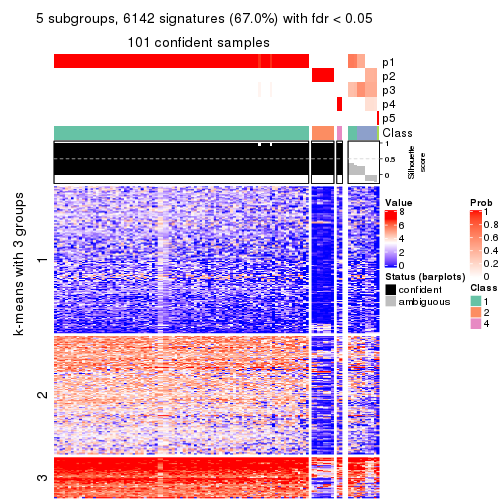 5 subgroups, 6142 signatures (67.0%) with fdr < 0.05
101 confident samples
p1
p2
p3
p4
p5
Class
1
0.5
0
Silhouette
score
k-means with 3 groups
1
2
3
Value
8
6
4
2
0
Status (barplots)
confident
ambiguous
Prob
1
0.8
0.6
0.4
0.2
0
Class
1
2
4